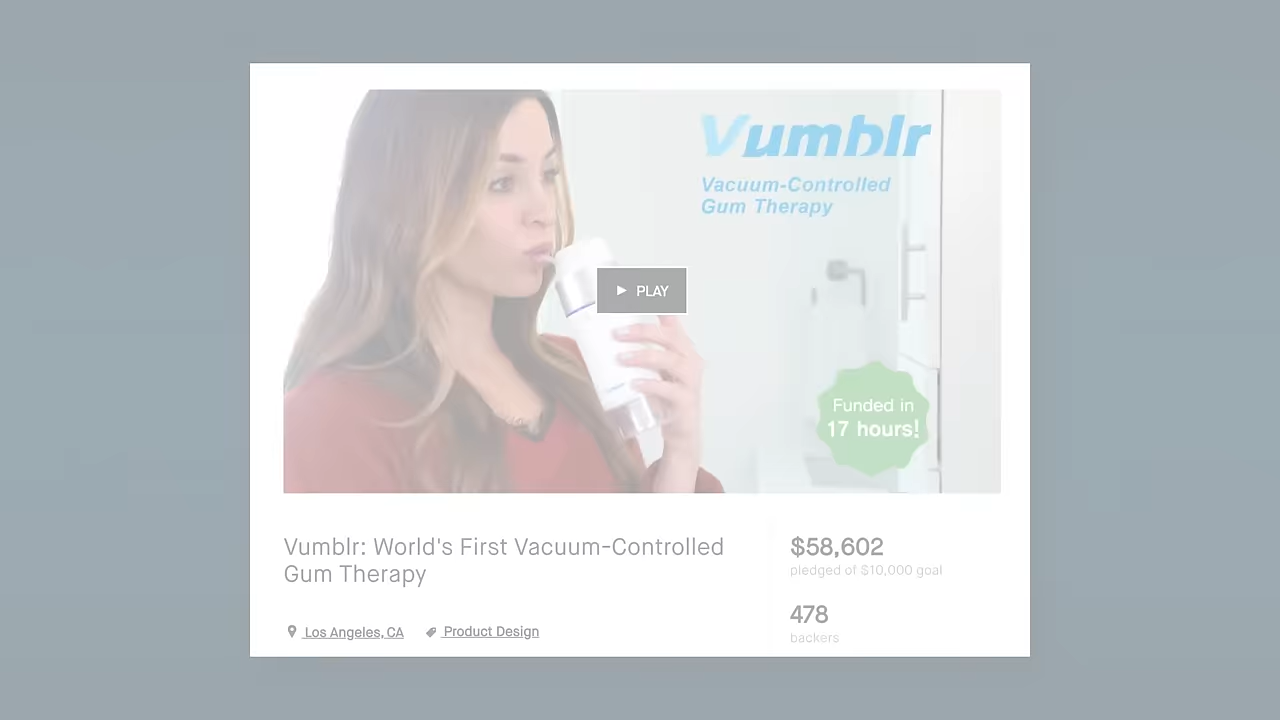 Vumblr
Vacuum-Controlled
Gum Therapy
PLAY
Funded in
17 hours!
Vumblr: World's First Vacuum-Controlled
Gum Therapy
$58,602
pledged of $10,000 goal
478
backers
Los Angeles, CA
Product Design